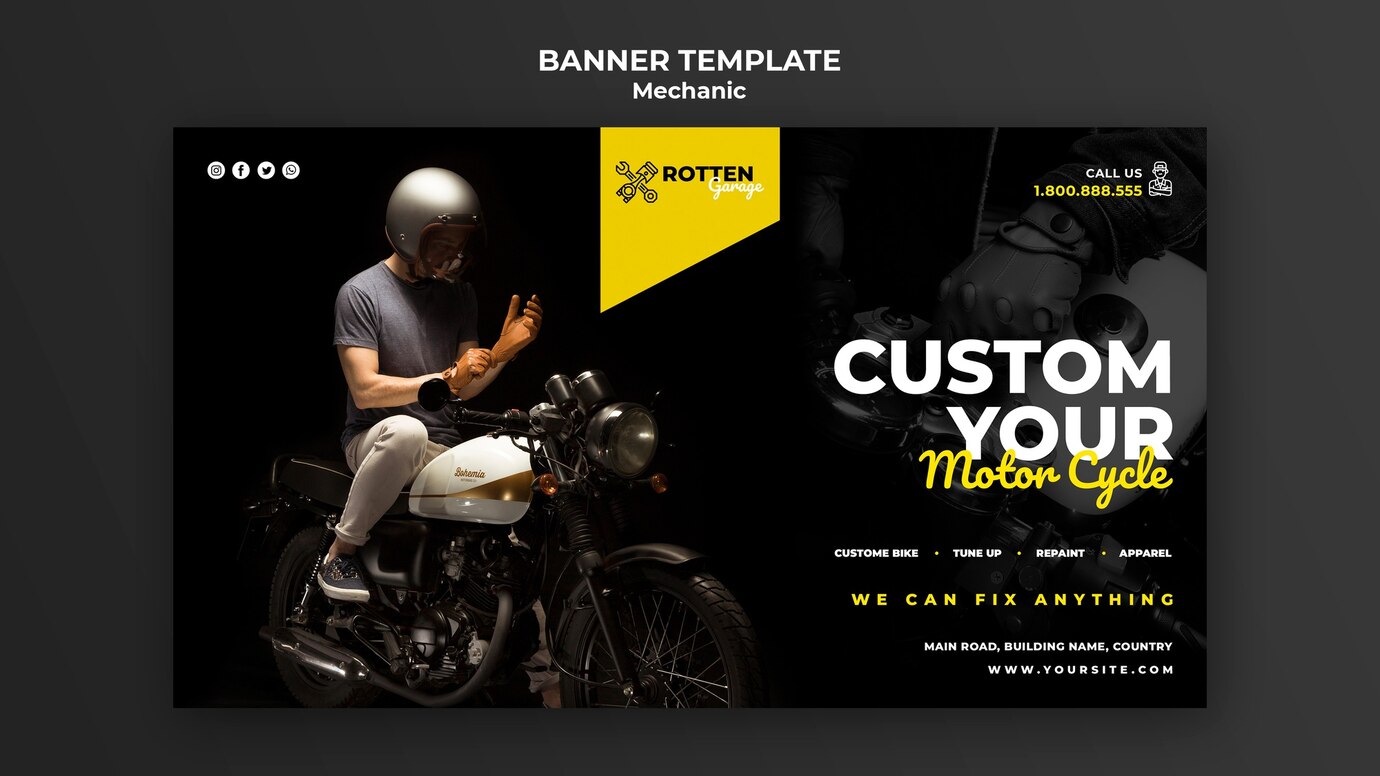 BANNER TEMPLATE
Mechanic
ROTTEN
Garage
CALL US
1.800.888.555
Bohemia
CUSTOM
YOUR
Motor Cycle
CUSTOME BIKE • TUNE UP • REPAINT • APPAREL
WE CAN FIX ANYTHING
MAIN ROAD, BUILDING NAME, COUNTRY
WWW.YOURSITE.COM